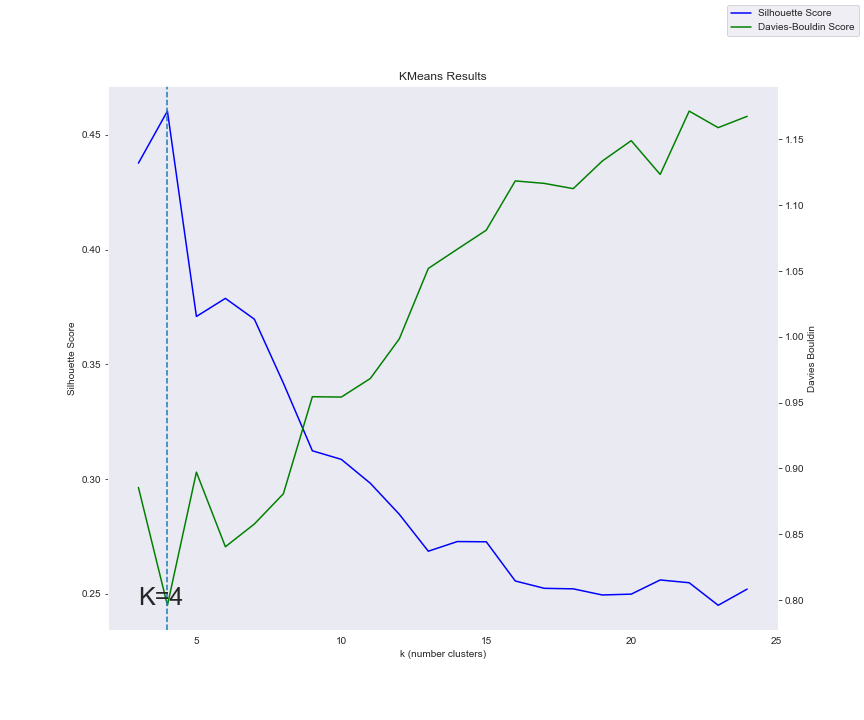 Silhouette Score
Davies-Bouldin Score
KMeans Results
0.45
0.40
0.35
0.30
0.25
Silhouette Score
1.15
1.10
1.05
1.00
0.95
0.90
0.85
0.80
Davies Bouldin
K=4
5 10 15 20 25
k (number clusters)